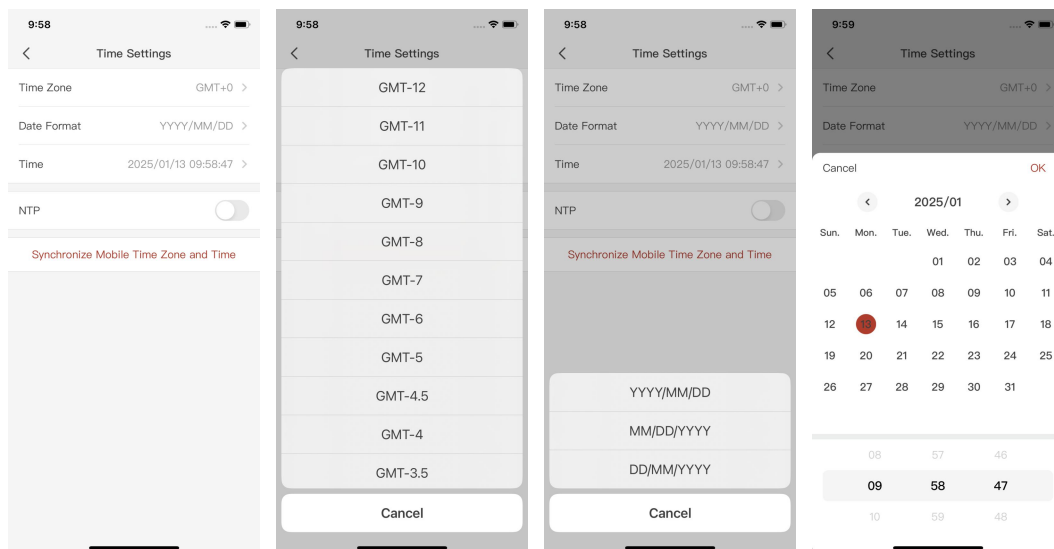 9:58
Time Settings
Time Zone GMT+0
Date Format YYYY/MM/DD
Time 2025/01/13 09:58:47
NTP
Synchronize Mobile Time Zone and Time
9:58
Time Settings
GMT-12
GMT-11
GMT-10
GMT-9
GMT-8
GMT-7
GMT-6
GMT-5
GMT-4.5
GMT-4
GMT-3.5
Cancel
9:58
Time Settings
Time Zone GMT+0
Date Format YYYY/MM/DD
Time 2025/01/13 09:58:47
NTP
Synchronize Mobile Time Zone and Time
YYYY/MM/DD
MM/DD/YYYY
DD/MM/YYYY
Cancel
9:59
Time Settings
Time Zone GMT+0
Date Format YYYY/MM/DD
Cancel OK
2025/01
Sun. Mon. Tue. Wed. Thu. Fri. Sat.
01 02 03 04
05 06 07 08 09 10 11
12 13 14 15 16 17 18
19 20 21 22 23 24 25
26 27 28 29 30 31
08 57 46
09 58 47
10 59 48